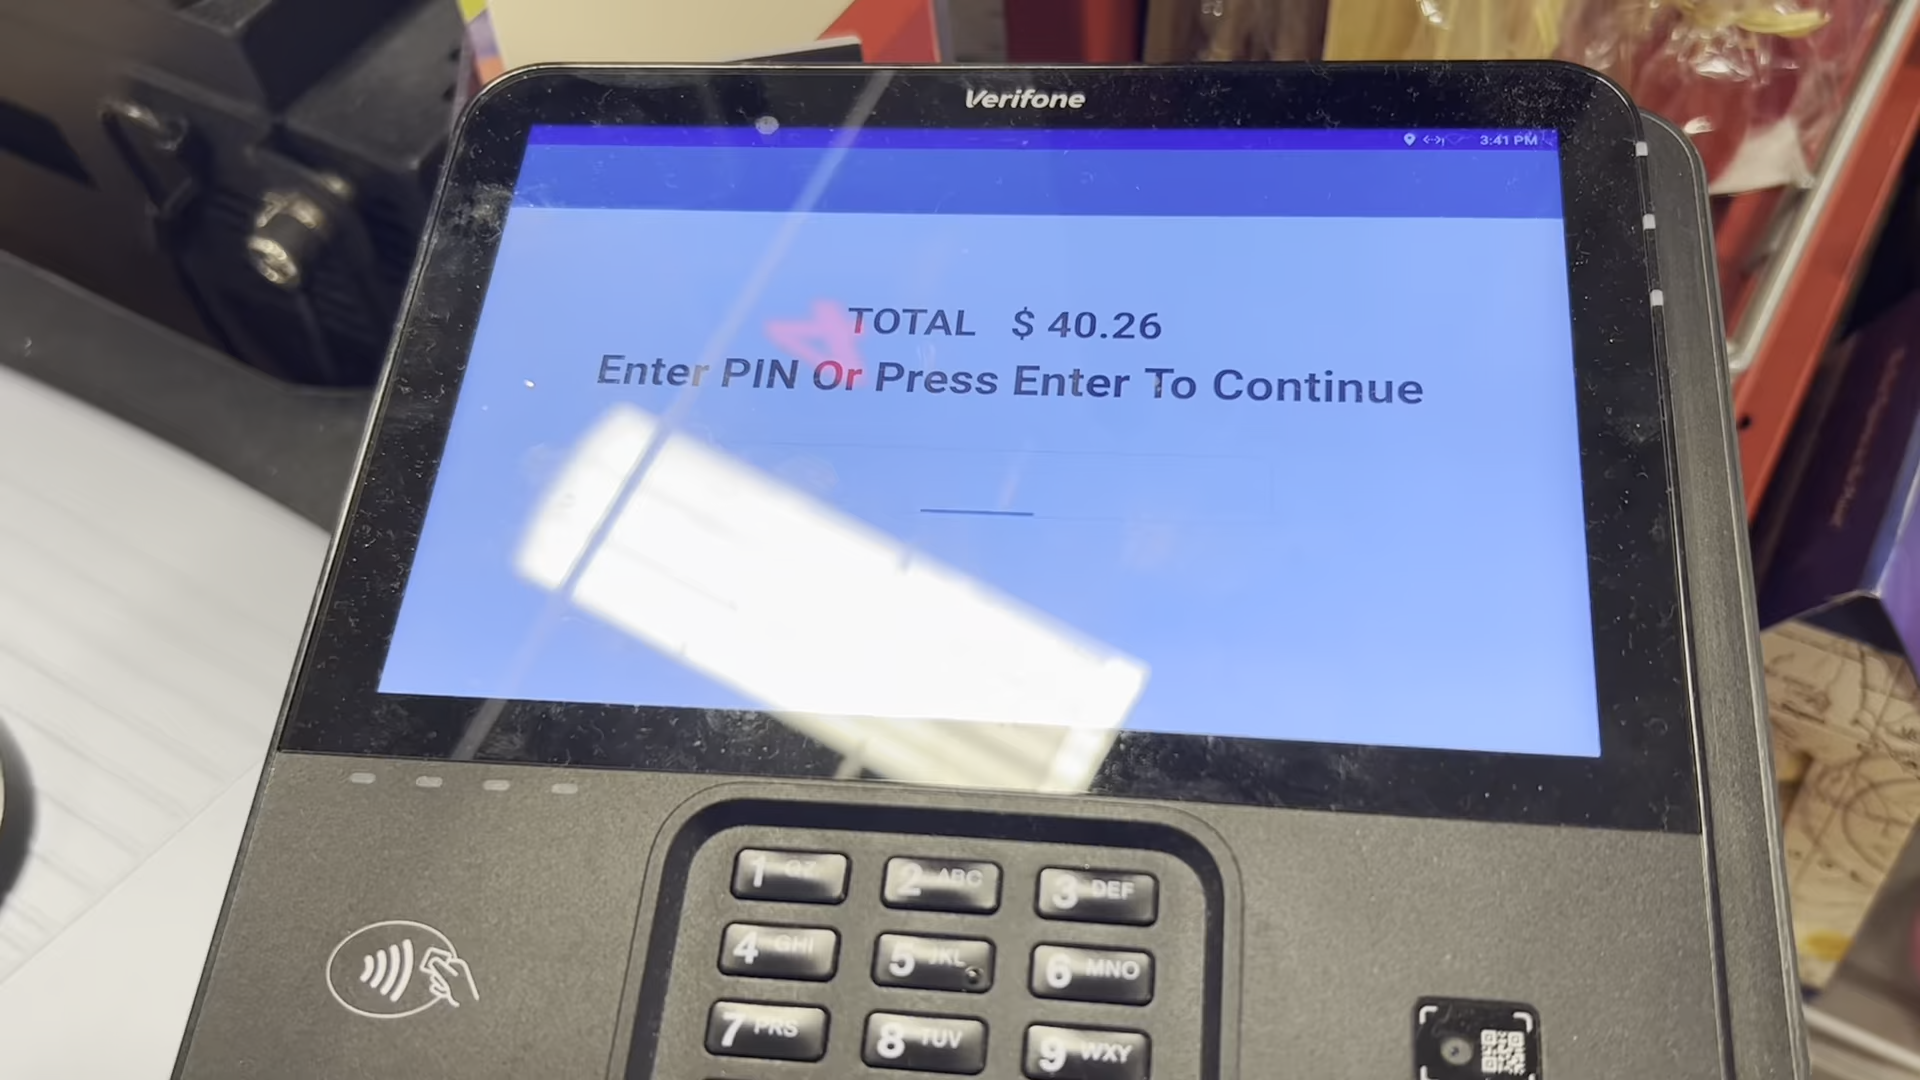 Verifone
3:41 PM
TOTAL $ 40.26
Enter PIN Or Press Enter To Continue
1 QZ 2 ABC 3 DEF
4 GHI 5 JKL 6 MNO
7 PRS 8 TUV 9 WXY